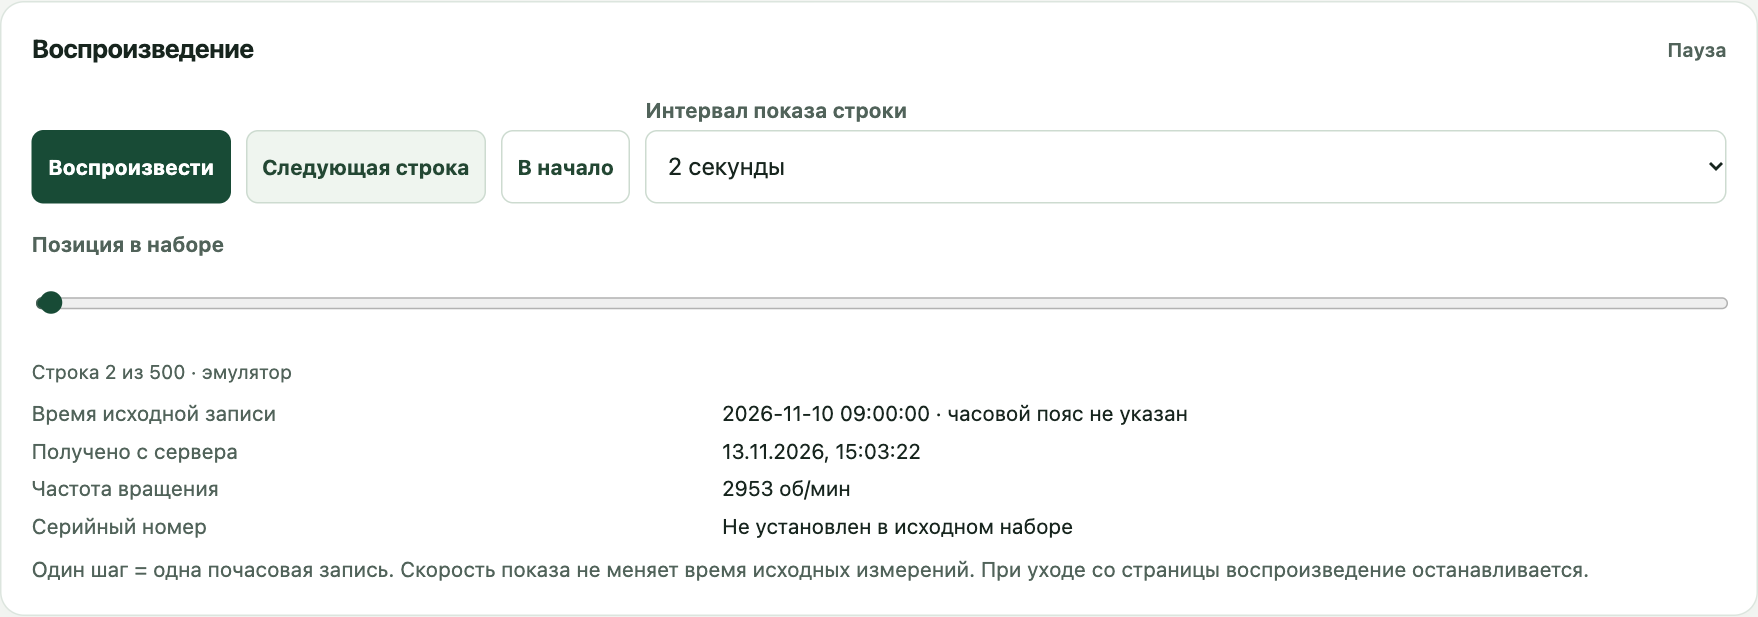 Воспроизведение
Пауза
Интервал показа строки
Воспроизвести
Следующая строка
В начало
2 секунды
Позиция в наборе
Строка 2 из 500 · эмулятор
Время исходной записи
2026-11-10 09:00:00 · часовой пояс не указан
Получено с сервера
13.11.2026, 15:03:22
Частота вращения
2953 об/мин
Серийный номер
Не установлен в исходном наборе
Один шаг = одна почасовая запись. Скорость показа не меняет время исходных измерений. При уходе со страницы воспроизведение останавливается.